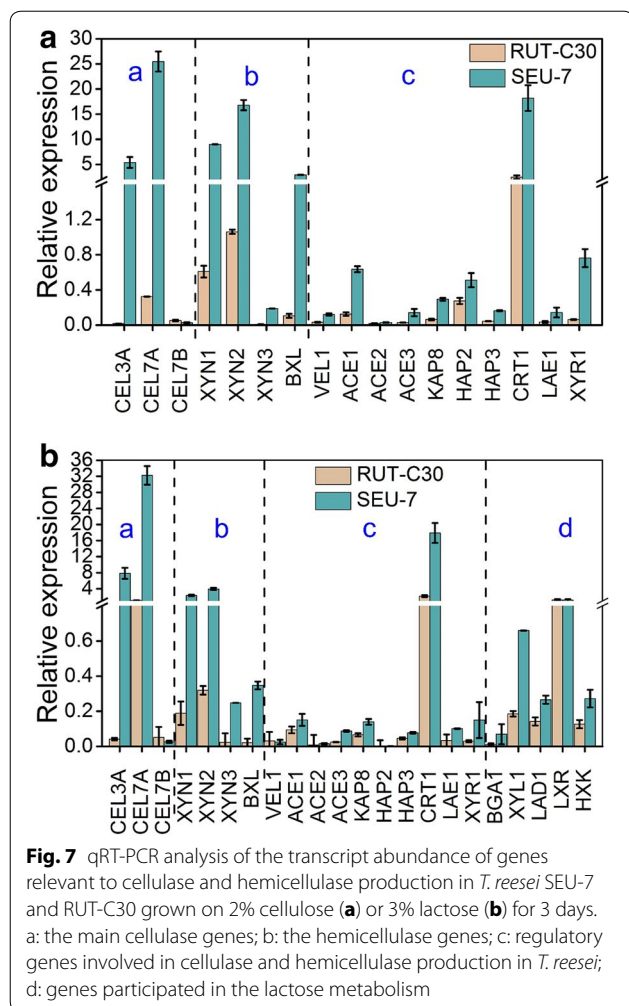 a
RUT-C30
SEU-7
a
b
c
30
25
20
15
10
5
1.2
0.8
0.4
0.0
Relative expression
CEL3A
CEL7A
CEL7B
XYN1
XYN2
XYN3
BXL
VEL1
ACE1
ACE2
ACE3
KAP8
HAP2
HAP3
CRT1
LAE1
XYR1
b
RUT-C30
SEU-7
a
b
c
d
36
32
28
24
20
16
12
8
4
0.6
0.4
0.2
0.0
Relative expression
CEL3A
CEL7A
CEL7B
XYN1
XYN2
XYN3
BXL
VEL1
ACE1
ACE2
ACE3
KAP8
HAP2
HAP3
CRT1
LAE1
XYR1
BGA1
XYL1
LAD1
LXR
HXK
Fig. 7 qRT-PCR analysis of the transcript abundance of genes
relevant to cellulase and hemicellulase production in T. reesei SEU-7
and RUT-C30 grown on 2% cellulose (a) or 3% lactose (b) for 3 days.
a: the main cellulase genes; b: the hemicellulase genes; c: regulatory
genes involved in cellulase and hemicellulase production in T. reesei;
d: genes participated in the lactose metabolism